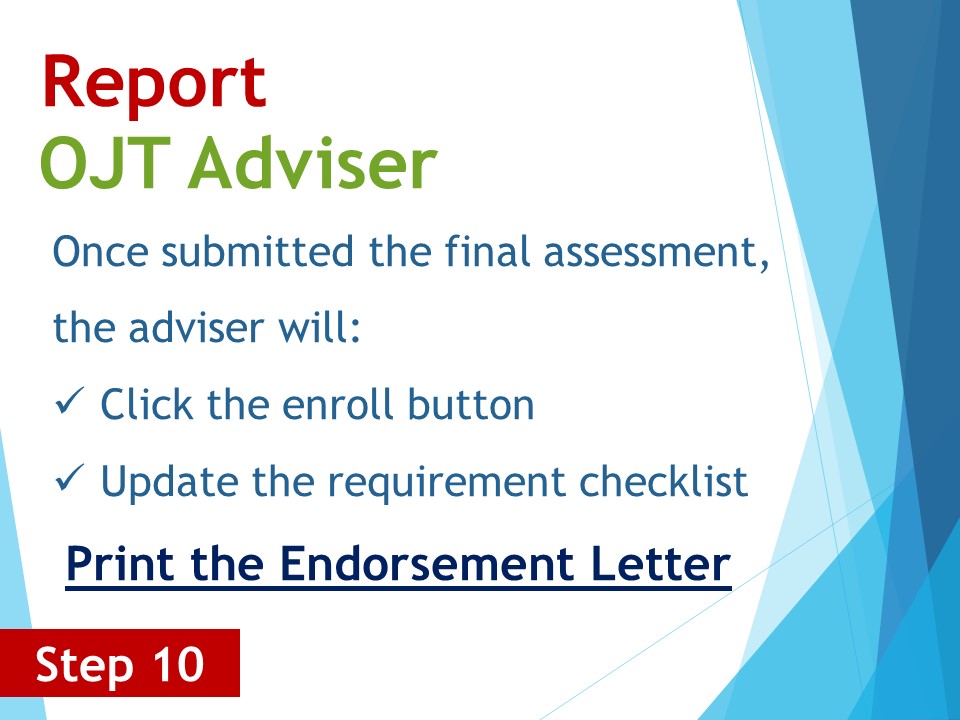 Report
OJT Adviser
Once submitted the final assessment,
the adviser will:
✓ Click the enroll button
✓ Update the requirement checklist
Print the Endorsement Letter
Step 10